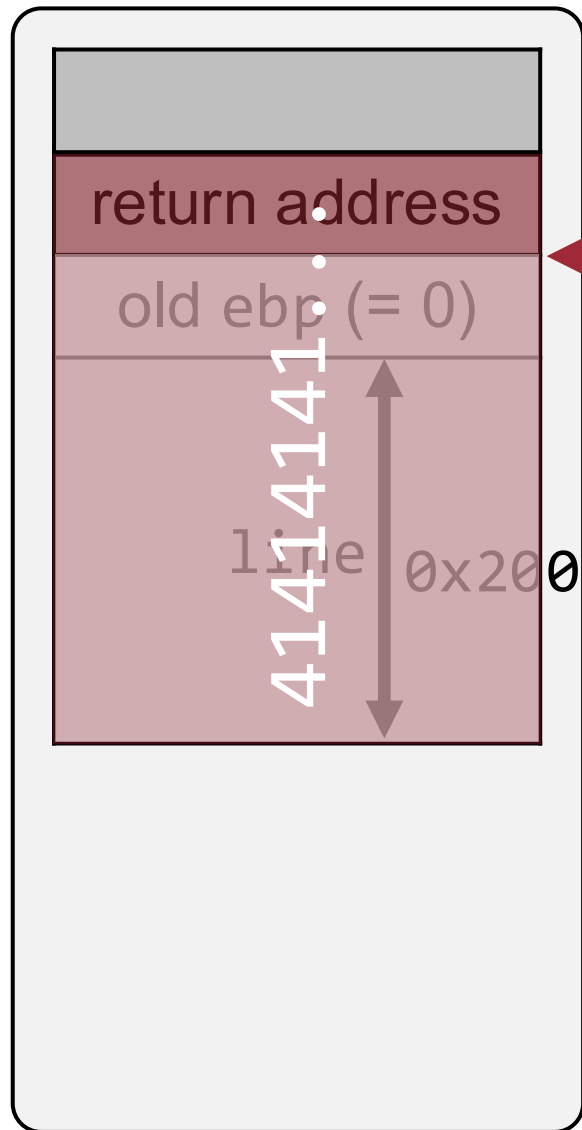 return address
old ebp (= 0)
line
0x200
41414141...